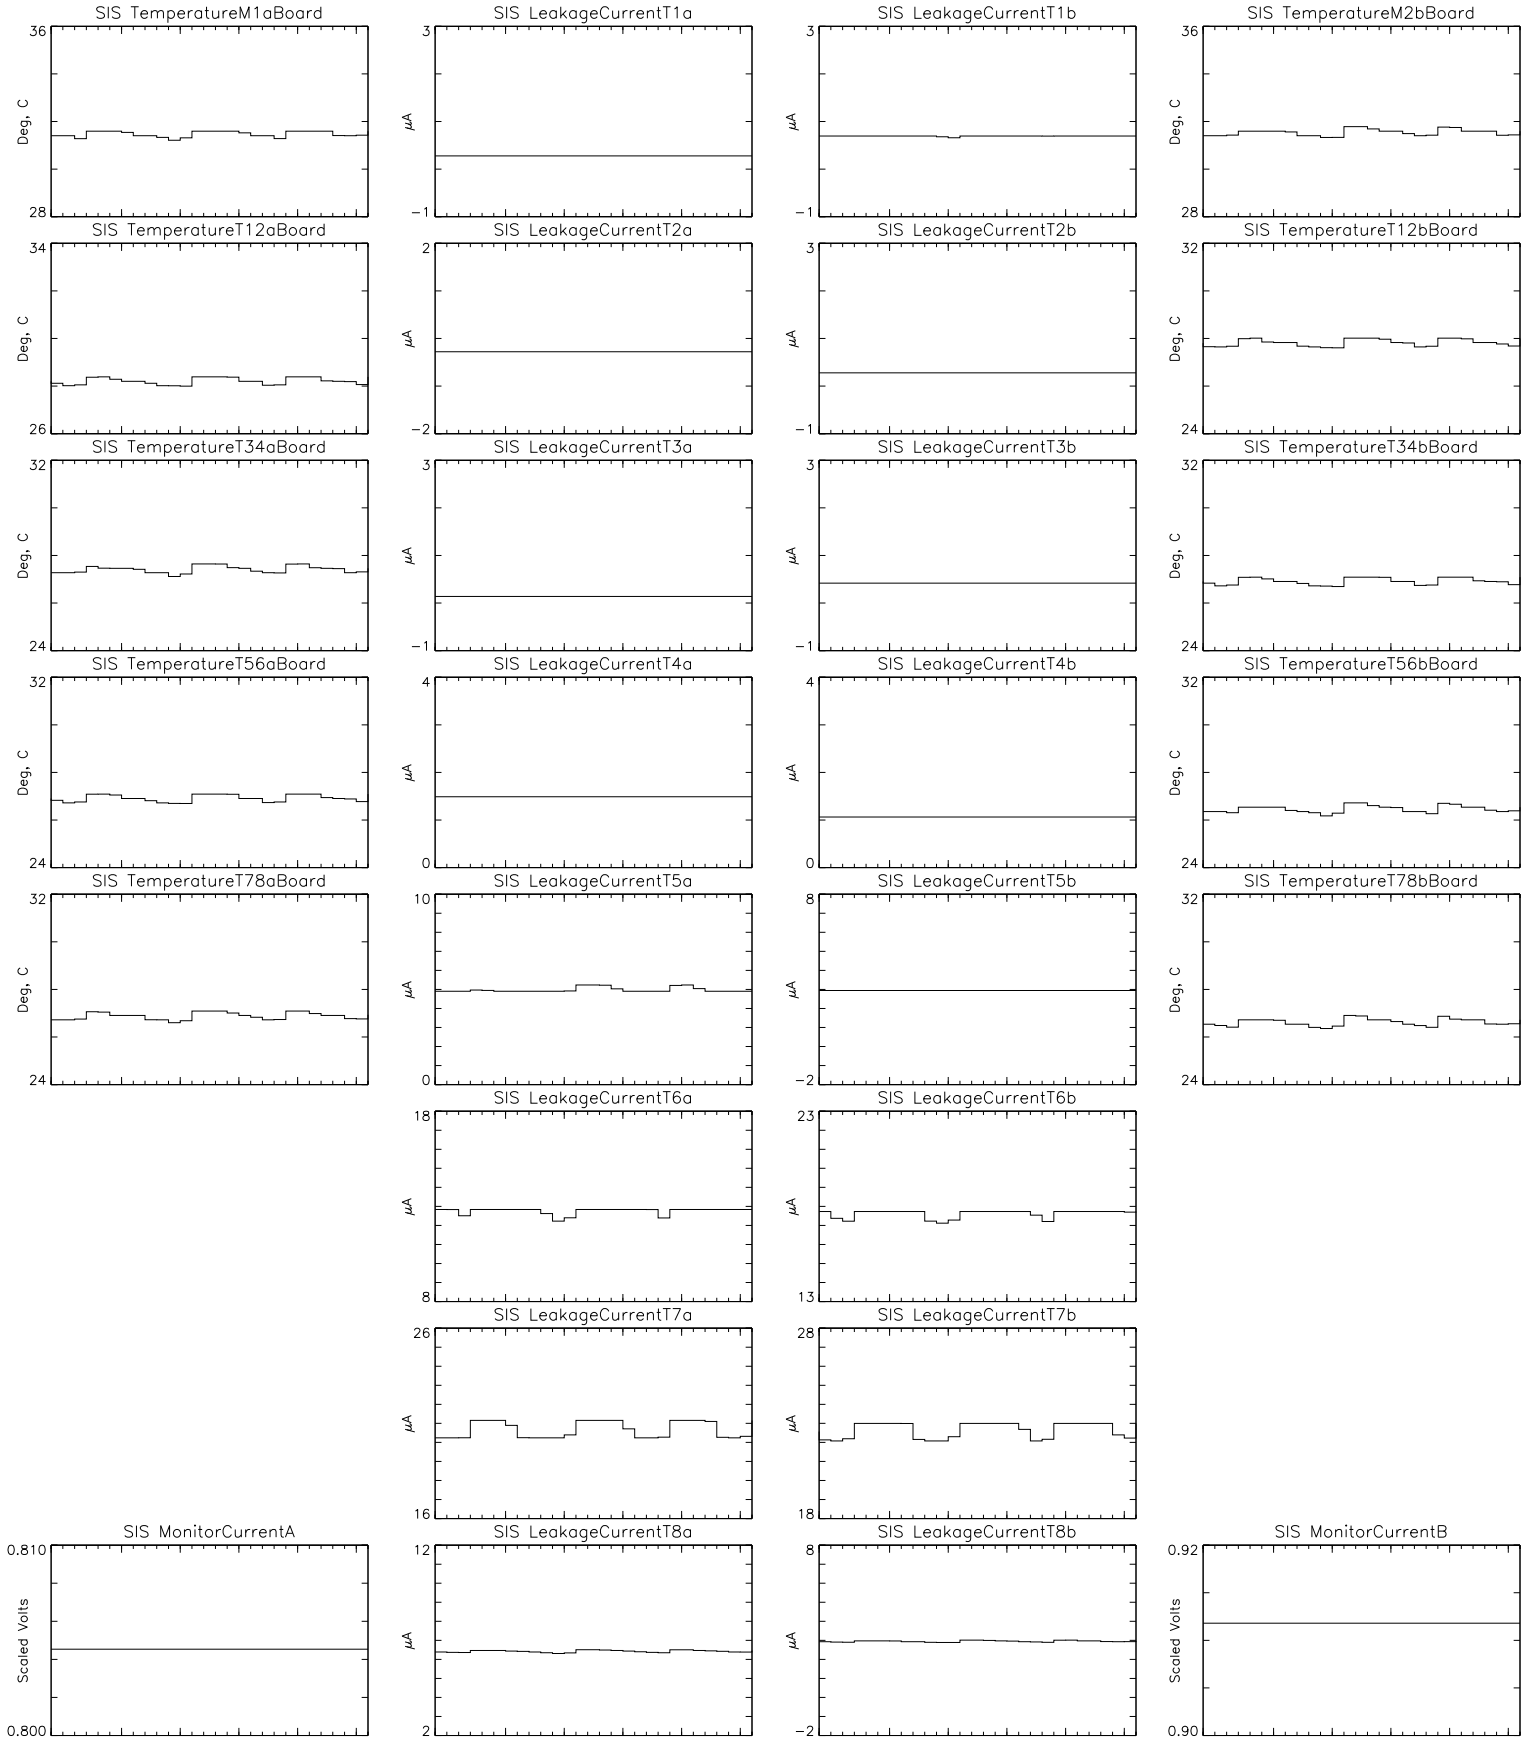 SIS TemperatureM1aBoard
36
Deg, C
28
SIS LeakageCurrentT1a
3
μA
−1
SIS LeakageCurrentT1b
3
μA
−1
SIS TemperatureM2bBoard
36
Deg, C
28
SIS TemperatureT12aBoard
34
Deg, C
26
SIS LeakageCurrentT2a
2
μA
−2
SIS LeakageCurrentT2b
3
μA
−1
SIS TemperatureT12bBoard
32
Deg, C
24
SIS TemperatureT34aBoard
32
Deg, C
24
SIS LeakageCurrentT3a
3
μA
−1
SIS LeakageCurrentT3b
3
μA
−1
SIS TemperatureT34bBoard
32
Deg, C
24
SIS TemperatureT56aBoard
32
Deg, C
24
SIS LeakageCurrentT4a
4
μA
0
SIS LeakageCurrentT4b
4
μA
0
SIS TemperatureT56bBoard
32
Deg, C
24
SIS TemperatureT78aBoard
32
Deg, C
24
SIS LeakageCurrentT5a
10
μA
0
SIS LeakageCurrentT5b
8
μA
−2
SIS TemperatureT78bBoard
32
Deg, C
24
SIS LeakageCurrentT6a
18
μA
8
SIS LeakageCurrentT6b
23
μA
13
SIS LeakageCurrentT7a
26
μA
16
SIS LeakageCurrentT7b
28
μA
18
SIS MonitorCurrentA
0.810
Scaled Volts
0.800
SIS LeakageCurrentT8a
12
μA
2
SIS LeakageCurrentT8b
8
μA
−2
SIS MonitorCurrentB
0.92
Scaled Volts
0.90